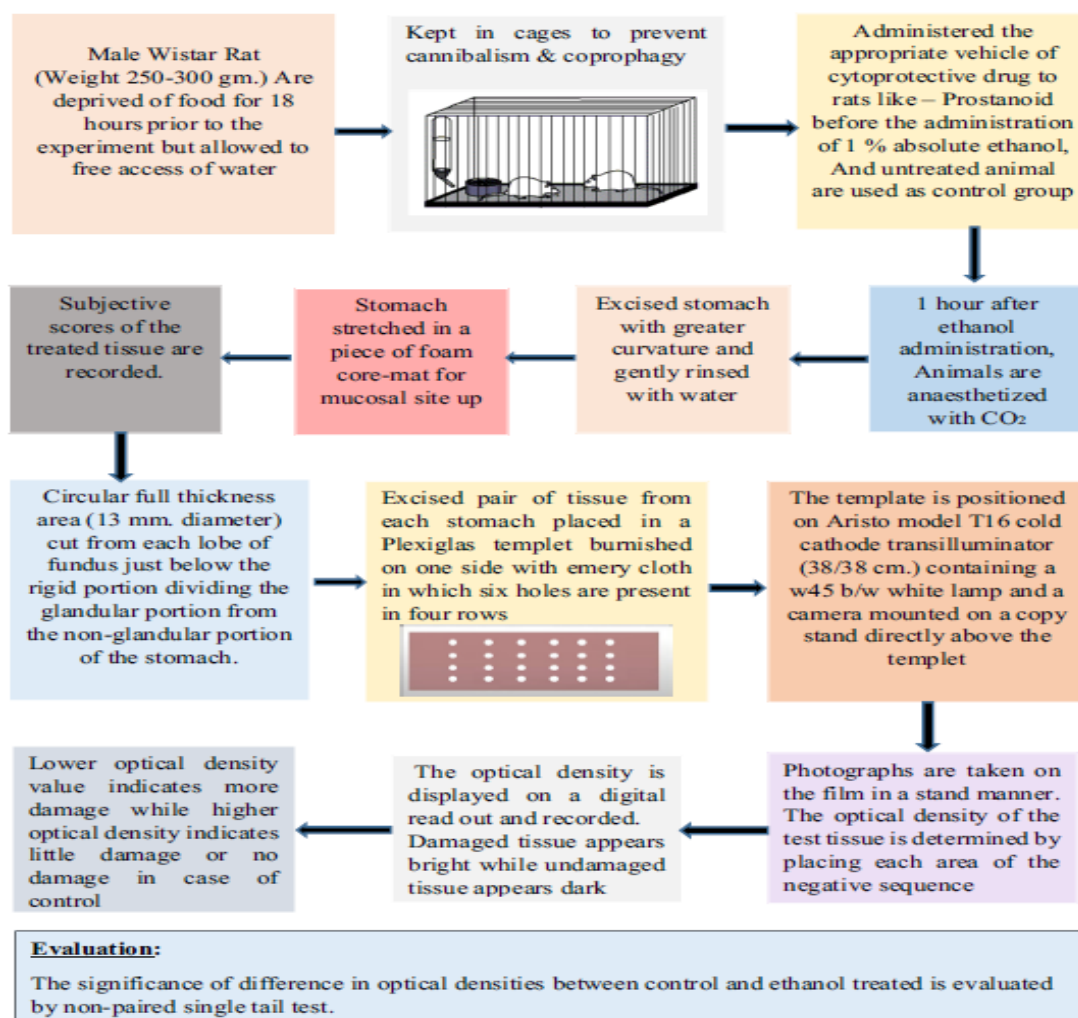 Male Wistar Rat
(Weight 250-300 gm.) Are
deprived of food for 18
hours prior to the
experiment but allowed to
free access of water
Kept in cages to prevent
cannibalism & coprophagy
Administered the
appropriate vehicle of
cytoprotective drug to
rats like – Prostanoid
before the administration
of 1 % absolute ethanol,
And untreated animal
are used as control group
1 hour after
ethanol
administration,
Animals are
anaesthetized
with CO₂
Excised stomach
with greater
curvature and
gently rinsed
with water
Stomach
stretched in a
piece of foam
core-mat for
mucosal site up
Subjective
scores of the
treated tissue are
recorded.
Circular full thickness
area (13 mm. diameter)
cut from each lobe of
fundus just below the
rigid portion dividing the
glandular portion from
the non-glandular portion
of the stomach.
Excised pair of tissue from
each stomach placed in a
Plexiglas templet burnished
on one side with emery cloth
in which six holes are present
in four rows
The template is positioned
on Aristo model T16 cold
cathode transilluminator
(38/38 cm.) containing a
w45 b/w white lamp and a
camera mounted on a copy
stand directly above the
templet
Photographs are taken on
the film in a stand manner.
The optical density of the
test tissue is determined by
placing each area of the
negative sequence
The optical density is
displayed on a digital
read out and recorded.
Damaged tissue appears
bright while undamaged
tissue appears dark
Lower optical density
value indicates more
damage while higher
optical density indicates
little damage or no
damage in case of
control
Evaluation:
The significance of difference in optical densities between control and ethanol treated is evaluated
by non-paired single tail test.